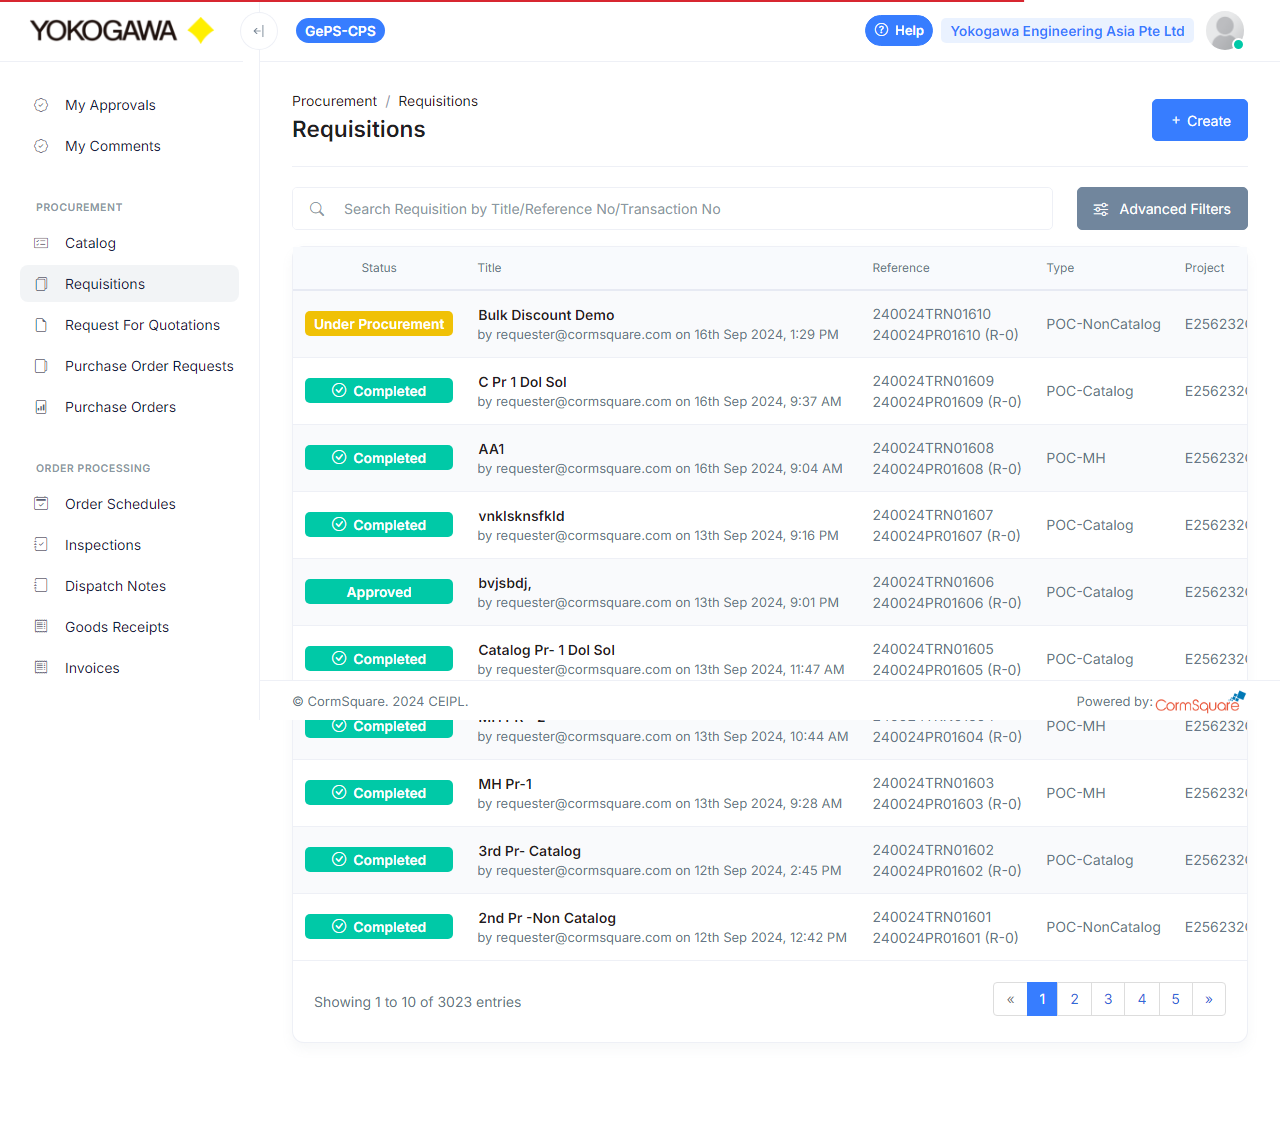 YOKOGAWA
GePS-CPS
Help
Yokogawa Engineering Asia Pte Ltd
My Approvals
My Comments
PROCUREMENT
Catalog
Requisitions
Request For Quotations
Purchase Order Requests
Purchase Orders
ORDER PROCESSING
Order Schedules
Inspections
Dispatch Notes
Goods Receipts
Invoices
Procurement / Requisitions
Requisitions
+ Create
Search Requisition by Title/Reference No/Transaction No
Advanced Filters
Status Title Reference Type Project
Under Procurement Bulk Discount Demo 240024TRN01610 POC-NonCatalog E256232
by requester@cormsquare.com on 16th Sep 2024, 1:29 PM 240024PR01610 (R-0)
Completed C Pr 1 Dol Sol 240024TRN01609 POC-Catalog E256232
by requester@cormsquare.com on 16th Sep 2024, 9:37 AM 240024PR01609 (R-0)
Completed AA1 240024TRN01608 POC-MH E256232
by requester@cormsquare.com on 16th Sep 2024, 9:04 AM 240024PR01608 (R-0)
Completed vnklsknsfkld 240024TRN01607 POC-Catalog E256232
by requester@cormsquare.com on 13th Sep 2024, 9:16 PM 240024PR01607 (R-0)
Approved bvjsbdj, 240024TRN01606 POC-Catalog E256232
by requester@cormsquare.com on 13th Sep 2024, 9:01 PM 240024PR01606 (R-0)
Completed Catalog Pr- 1 Dol Sol 240024TRN01605 POC-Catalog E256232
by requester@cormsquare.com on 13th Sep 2024, 11:47 AM 240024PR01605 (R-0)
© CormSquare. 2024 CEIPL. Powered by: CormSquare
Completed POC-MH E256232
by requester@cormsquare.com on 13th Sep 2024, 10:44 AM 240024PR01604 (R-0)
Completed MH Pr-1 240024TRN01603 POC-MH E256232
by requester@cormsquare.com on 13th Sep 2024, 9:28 AM 240024PR01603 (R-0)
Completed 3rd Pr- Catalog 240024TRN01602 POC-Catalog E256232
by requester@cormsquare.com on 12th Sep 2024, 2:45 PM 240024PR01602 (R-0)
Completed 2nd Pr -Non Catalog 240024TRN01601 POC-NonCatalog E256232
by requester@cormsquare.com on 12th Sep 2024, 12:42 PM 240024PR01601 (R-0)
Showing 1 to 10 of 3023 entries
« 1 2 3 4 5 »